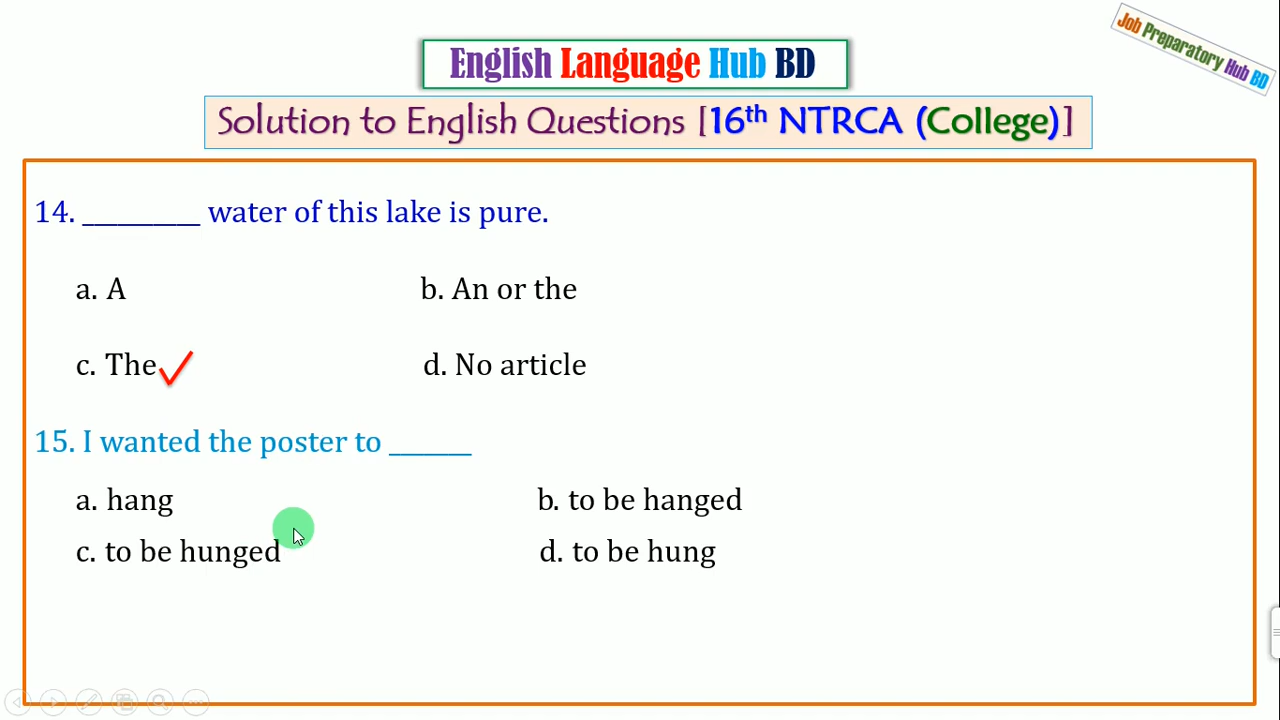 Job Preparatory Hub BD
English Language Hub BD
Solution to English Questions [16th NTRCA (College)]
14. _________ water of this lake is pure.
a. A b. An or the
c. The d. No article
15. I wanted the poster to _______
a. hang b. to be hanged
c. to be hunged d. to be hung